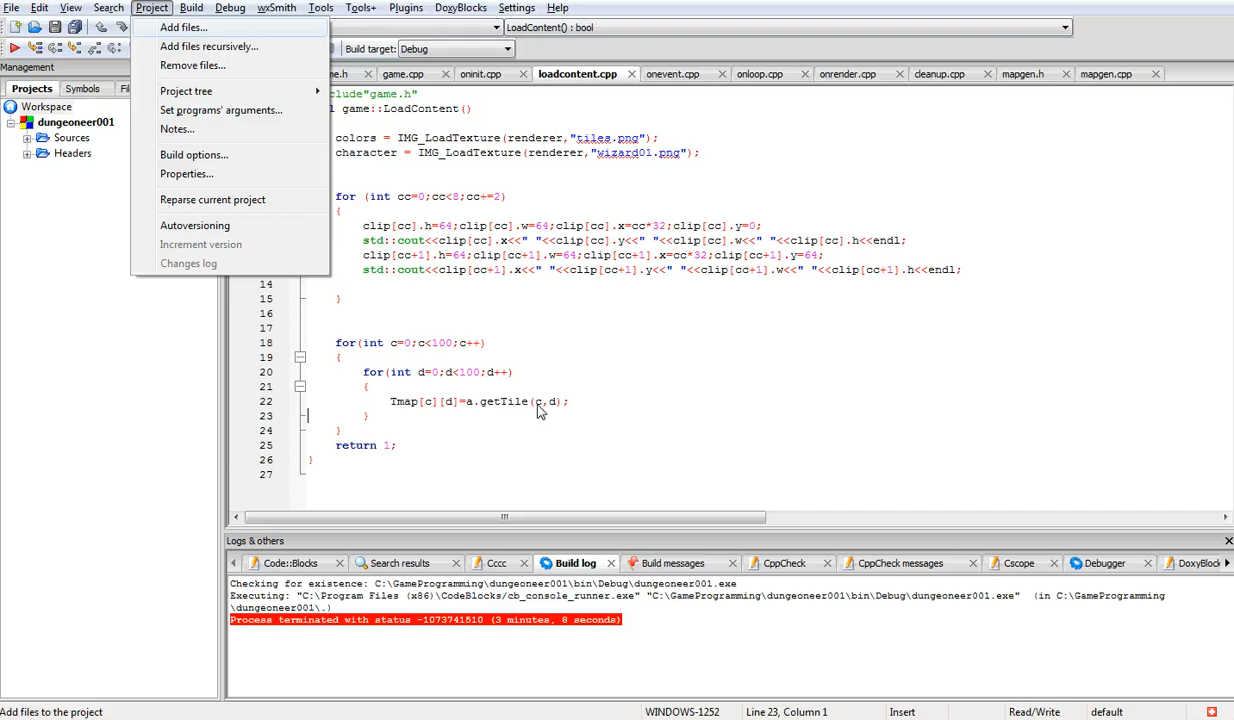 File Edit View Search Project Build Debug wxSmith Tools Tools+ Plugins DoxyBlocks Settings Help
LoadContent() : bool
Build target: Debug
Add files...
Add files recursively...
Remove files...
Project tree
Set programs' arguments...
Notes...
Build options...
Properties...
Reparse current project
Autoversioning
Increment version
Changes log
Management
Projects Symbols
Workspace
dungeoneer001
Sources
Headers
me.h game.cpp oninit.cpp loadcontent.cpp onevent.cpp onloop.cpp onrender.cpp cleanup.cpp mapgen.h mapgen.cpp
clude"game.h"
l game::LoadContent()
colors = IMG_LoadTexture(renderer,"tiles.png");
character = IMG_LoadTexture(renderer,"wizard01.png");
for (int cc=0;cc<8;cc+=2)
{
clip[cc].h=64;clip[cc].w=64;clip[cc].x=cc*32;clip[cc].y=0;
std::cout<<clip[cc].x<<" "<<clip[cc].y<<" "<<clip[cc].w<<" "<<clip[cc].h<<endl;
clip[cc+1].h=64;clip[cc+1].w=64;clip[cc+1].x=cc*32;clip[cc+1].y=64;
std::cout<<clip[cc+1].x<<" "<<clip[cc+1].y<<" "<<clip[cc+1].w<<" "<<clip[cc+1].h<<endl;
14
15 }
16
17
18 for(int c=0;c<100;c++)
19 {
20 for(int d=0;d<100;d++)
21 {
22 Tmap[c][d]=a.getTile(c,d);
23 }
24 }
25 return 1;
26 }
27
Logs & others
Code::Blocks Search results Cccc Build log Build messages CppCheck CppCheck messages Cscope Debugger DoxyBlock
Checking for existence: C:\GameProgramming\dungeoneer001\bin\Debug\dungeoneer001.exe
Executing: "C:\Program Files (x86)\CodeBlocks/cb_console_runner.exe" "C:\GameProgramming\dungeoneer001\bin\Debug\dungeoneer001.exe" (in C:\GameProgramming
\dungeoneer001\.)
Process terminated with status -1073741510 (3 minutes, 8 seconds)
Add files to the project WINDOWS-1252 Line 23, Column 1 Insert Read/Write default